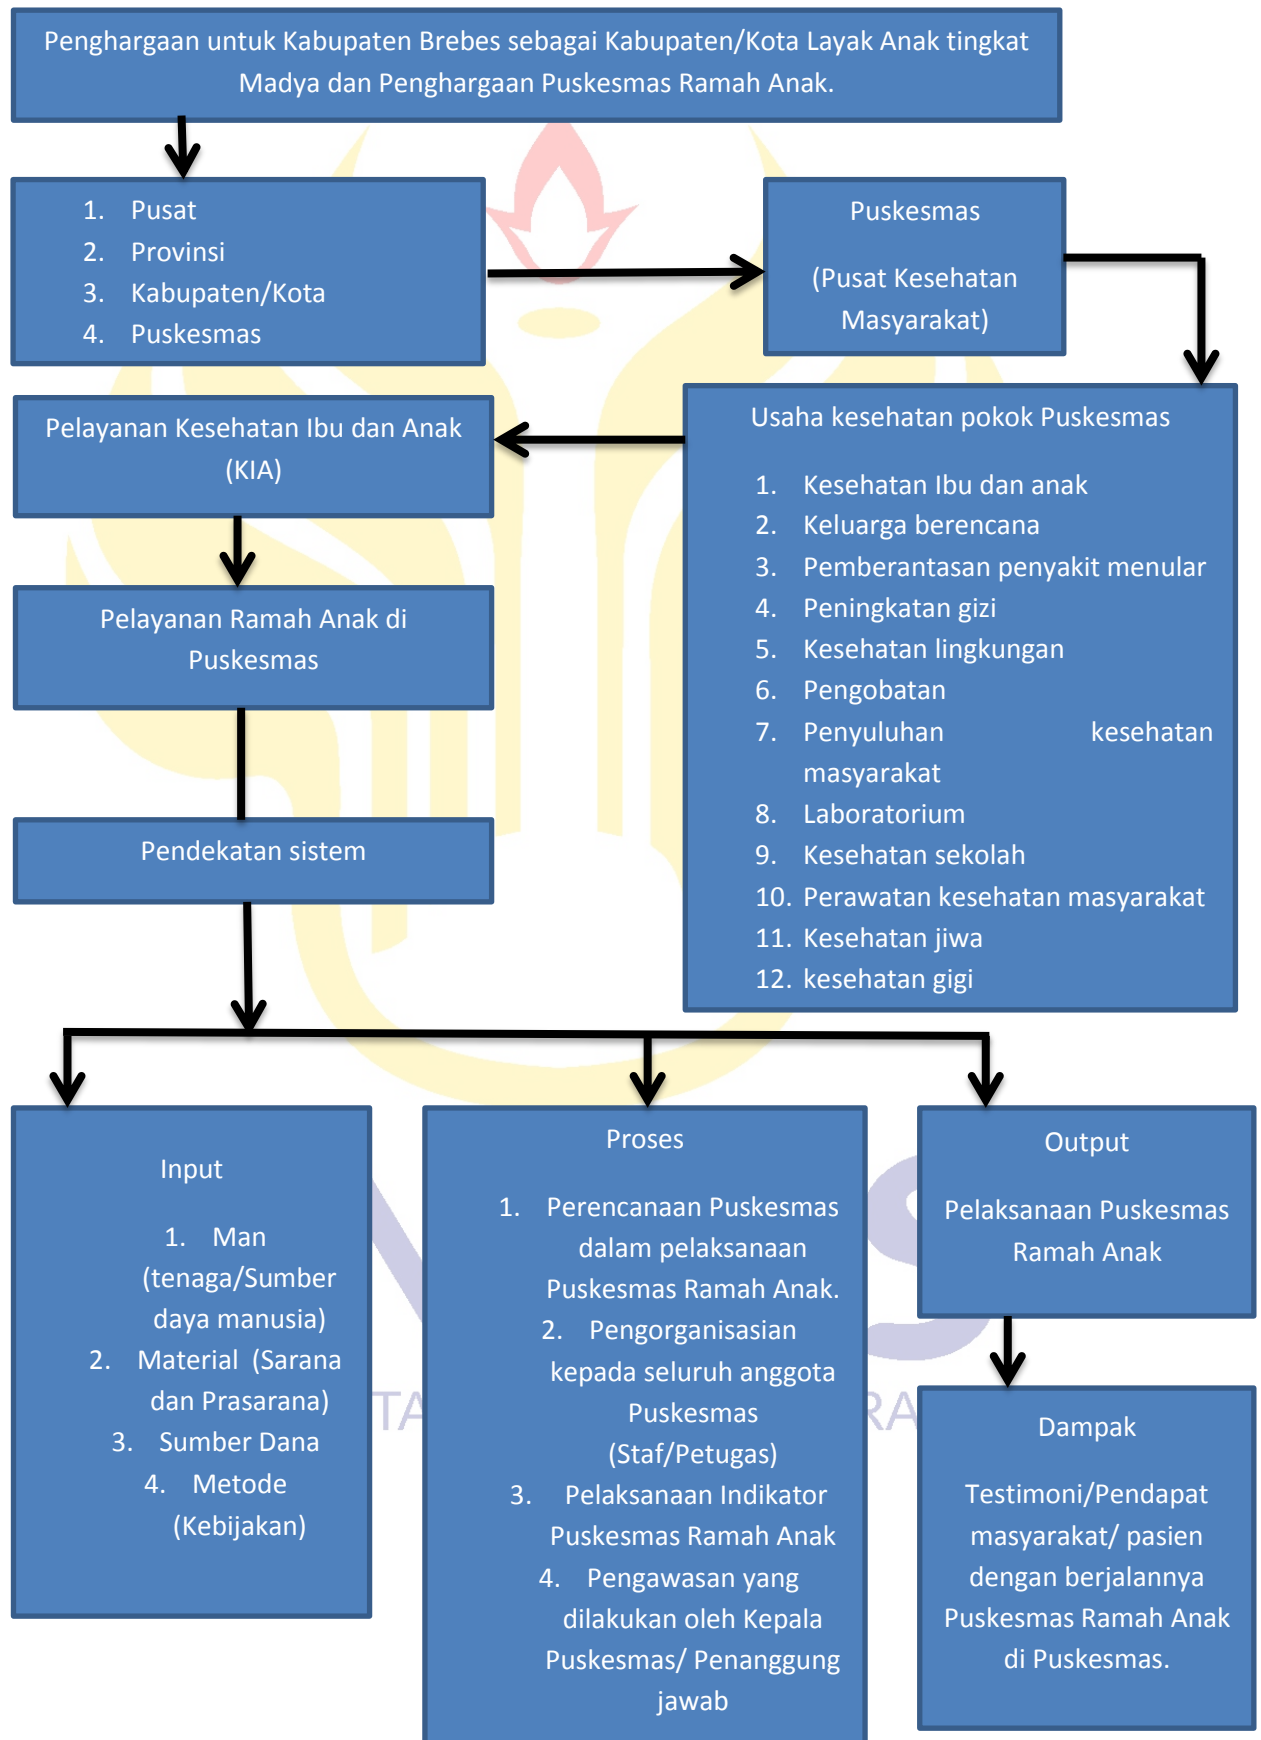 Penghargaan untuk Kabupaten Brebes sebagai Kabupaten/Kota Layak Anak tingkat
Madya dan Penghargaan Puskesmas Ramah Anak.
1. Pusat
2. Provinsi
3. Kabupaten/Kota
4. Puskesmas
Puskesmas
(Pusat Kesehatan
Masyarakat)
Usaha kesehatan pokok Puskesmas
1. Kesehatan Ibu dan anak
2. Keluarga berencana
3. Pemberantasan penyakit menular
4. Peningkatan gizi
5. Kesehatan lingkungan
6. Pengobatan
7. Penyuluhan kesehatan
masyarakat
8. Laboratorium
9. Kesehatan sekolah
10. Perawatan kesehatan masyarakat
11. Kesehatan jiwa
12. kesehatan gigi
Pelayanan Kesehatan Ibu dan Anak
(KIA)
Pelayanan Ramah Anak di
Puskesmas
Pendekatan sistem
Input
1. Man
(tenaga/Sumber
daya manusia)
2. Material (Sarana
dan Prasarana)
3. Sumber Dana
4. Metode
(Kebijakan)
Proses
1. Perencanaan Puskesmas
dalam pelaksanaan
Puskesmas Ramah Anak.
2. Pengorganisasian
kepada seluruh anggota
Puskesmas
(Staf/Petugas)
3. Pelaksanaan Indikator
Puskesmas Ramah Anak
4. Pengawasan yang
dilakukan oleh Kepala
Puskesmas/ Penanggung
jawab
Output
Pelaksanaan Puskesmas
Ramah Anak
Dampak
Testimoni/Pendapat
masyarakat/ pasien
dengan berjalannya
Puskesmas Ramah Anak
di Puskesmas.